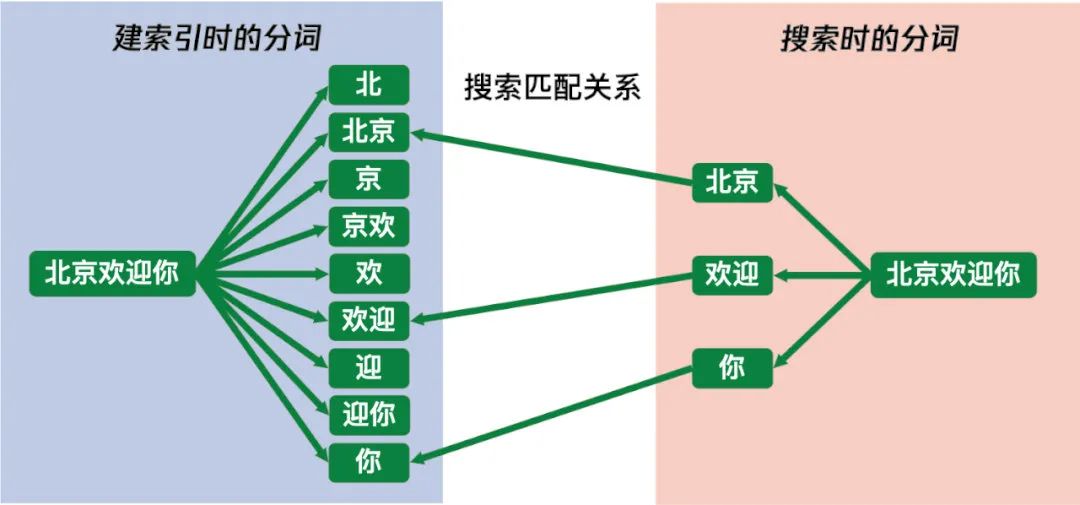 建索引时的分词
搜索匹配关系
搜索时的分词
北京欢迎你
北
北京
京
京欢
欢
欢迎
迎
迎你
你
北京
欢迎
你
北京欢迎你